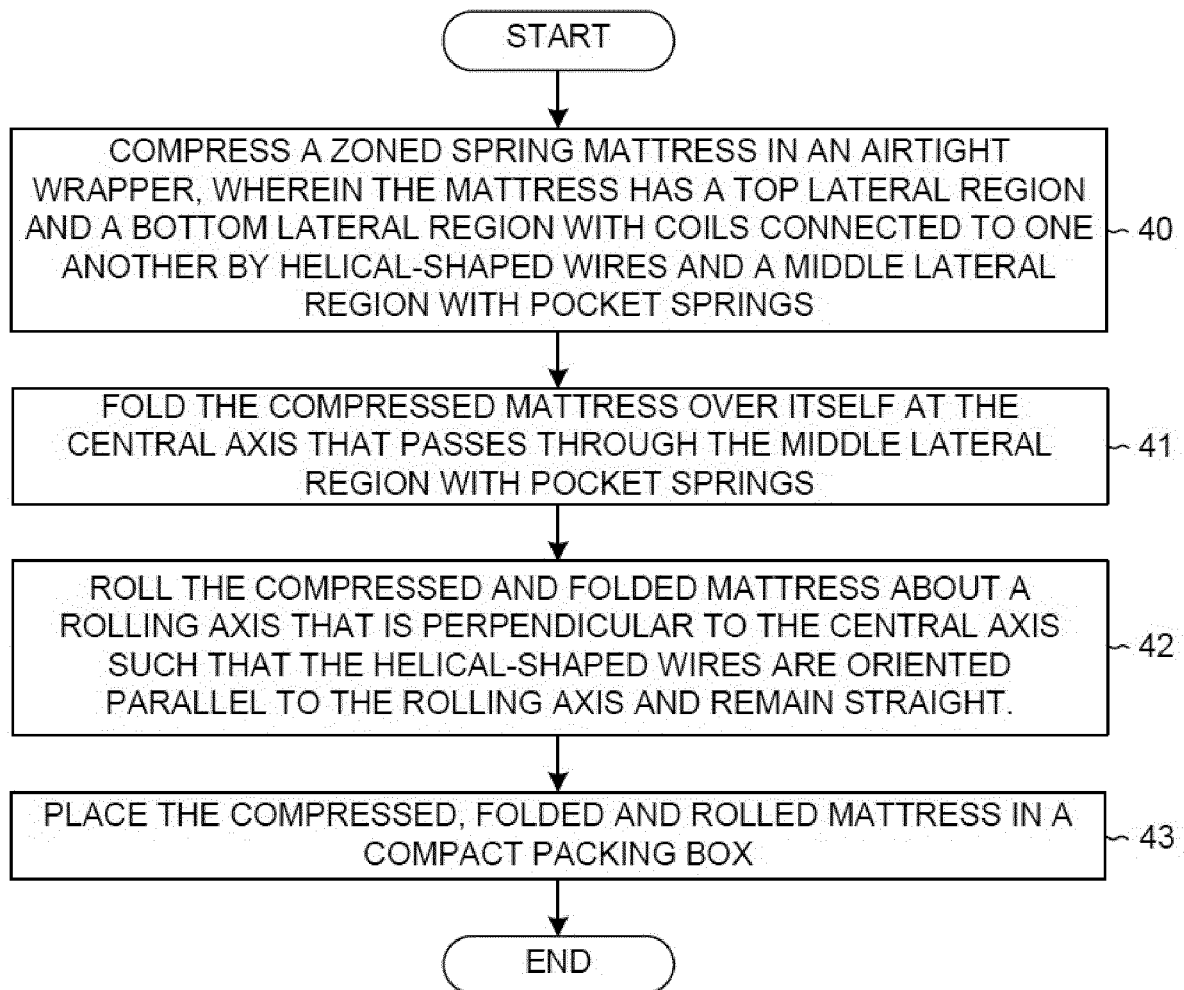 START
COMPRESS A ZONED SPRING MATTRESS IN AN AIRTIGHT
WRAPPER, WHEREIN THE MATTRESS HAS A TOP LATERAL REGION
AND A BOTTOM LATERAL REGION WITH COILS CONNECTED TO ONE
ANOTHER BY HELICAL-SHAPED WIRES AND A MIDDLE LATERAL
REGION WITH POCKET SPRINGS
40
FOLD THE COMPRESSED MATTRESS OVER ITSELF AT THE
CENTRAL AXIS THAT PASSES THROUGH THE MIDDLE LATERAL
REGION WITH POCKET SPRINGS
41
ROLL THE COMPRESSED AND FOLDED MATTRESS ABOUT A
ROLLING AXIS THAT IS PERPENDICULAR TO THE CENTRAL AXIS
SUCH THAT THE HELICAL-SHAPED WIRES ARE ORIENTED
PARALLEL TO THE ROLLING AXIS AND REMAIN STRAIGHT.
42
PLACE THE COMPRESSED, FOLDED AND ROLLED MATTRESS IN A
COMPACT PACKING BOX
43
END